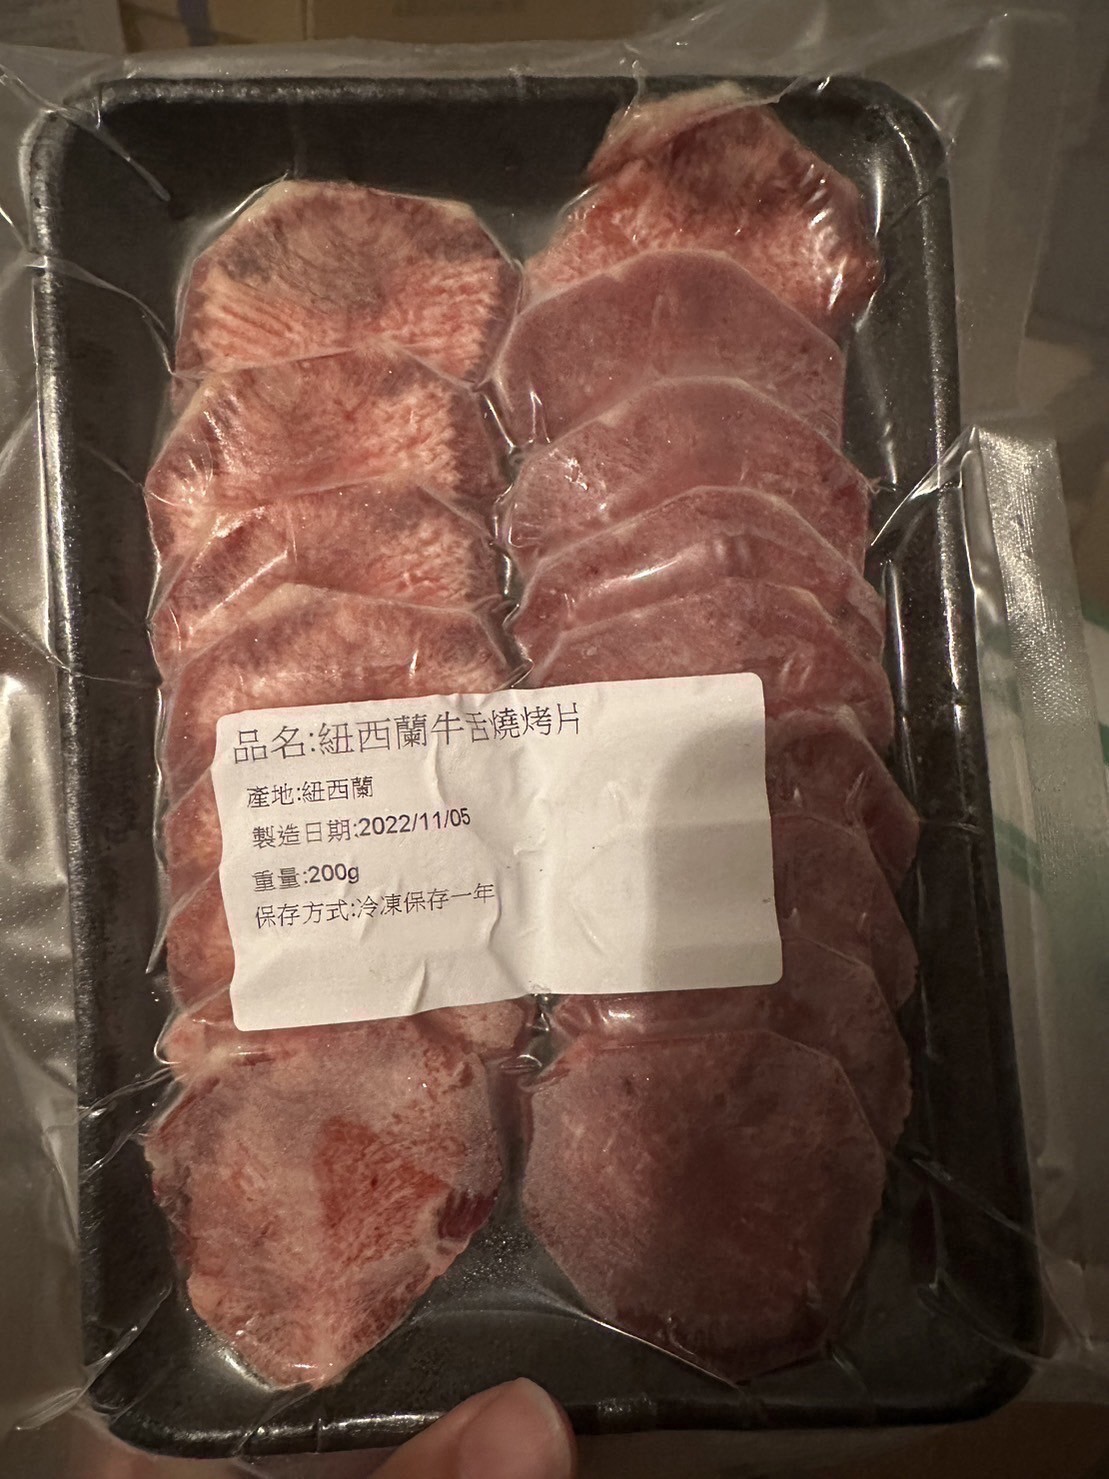 品名:紐西蘭牛舌燒烤片
產地:紐西蘭
製造日期:2022/11/05
重量:200g
保存方式:冷凍保存一年